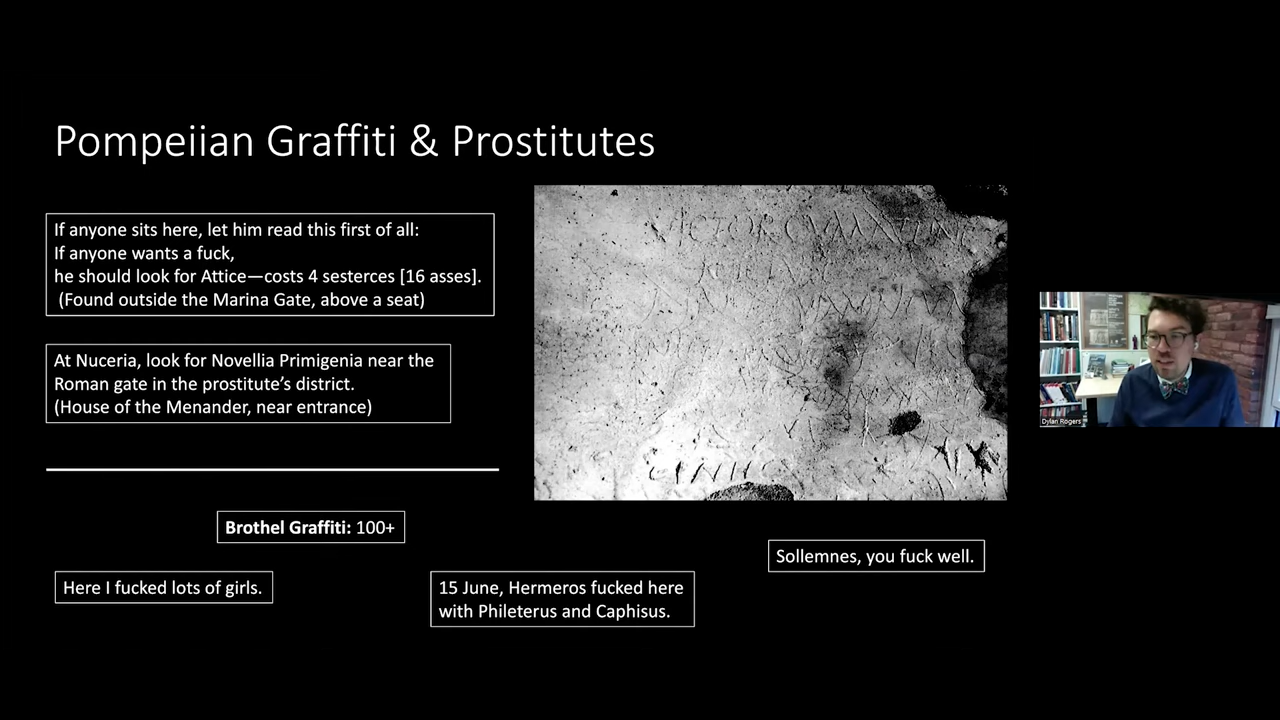 Pompeiian Graffiti & Prostitutes
If anyone sits here, let him read this first of all:
If anyone wants a fuck,
he should look for Attice—costs 4 sesterces [16 asses].
(Found outside the Marina Gate, above a seat)
At Nuceria, look for Novellia Primigenia near the
Roman gate in the prostitute’s district.
(House of the Menander, near entrance)
Brothel Graffiti: 100+
Here I fucked lots of girls.
15 June, Hermeros fucked here
with Phileterus and Caphisus.
Sollemnes, you fuck well.
Dylan Rogers